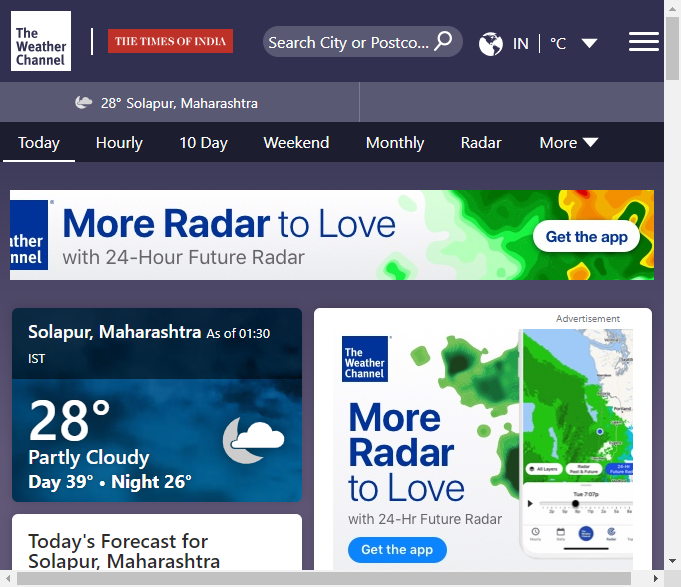 The
Weather
Channel
THE TIMES OF INDIA
Search City or Postco...
IN
°C
28° Solapur, Maharashtra
Today
Hourly
10 Day
Weekend
Monthly
Radar
More
ther
nnel
More Radar to Love
with 24-Hour Future Radar
Get the app
Solapur, Maharashtra As of 01:30
IST
28°
Partly Cloudy
Day 39° • Night 26°
Today's Forecast for
Solapur, Maharashtra
Advertisement
The
Weather
Channel
More
Radar
to Love
with 24-Hr Future Radar
Get the app
All Layers
Radar
Past & Future
24-Hr
Tue 7:07p
Home
Daily
Radar